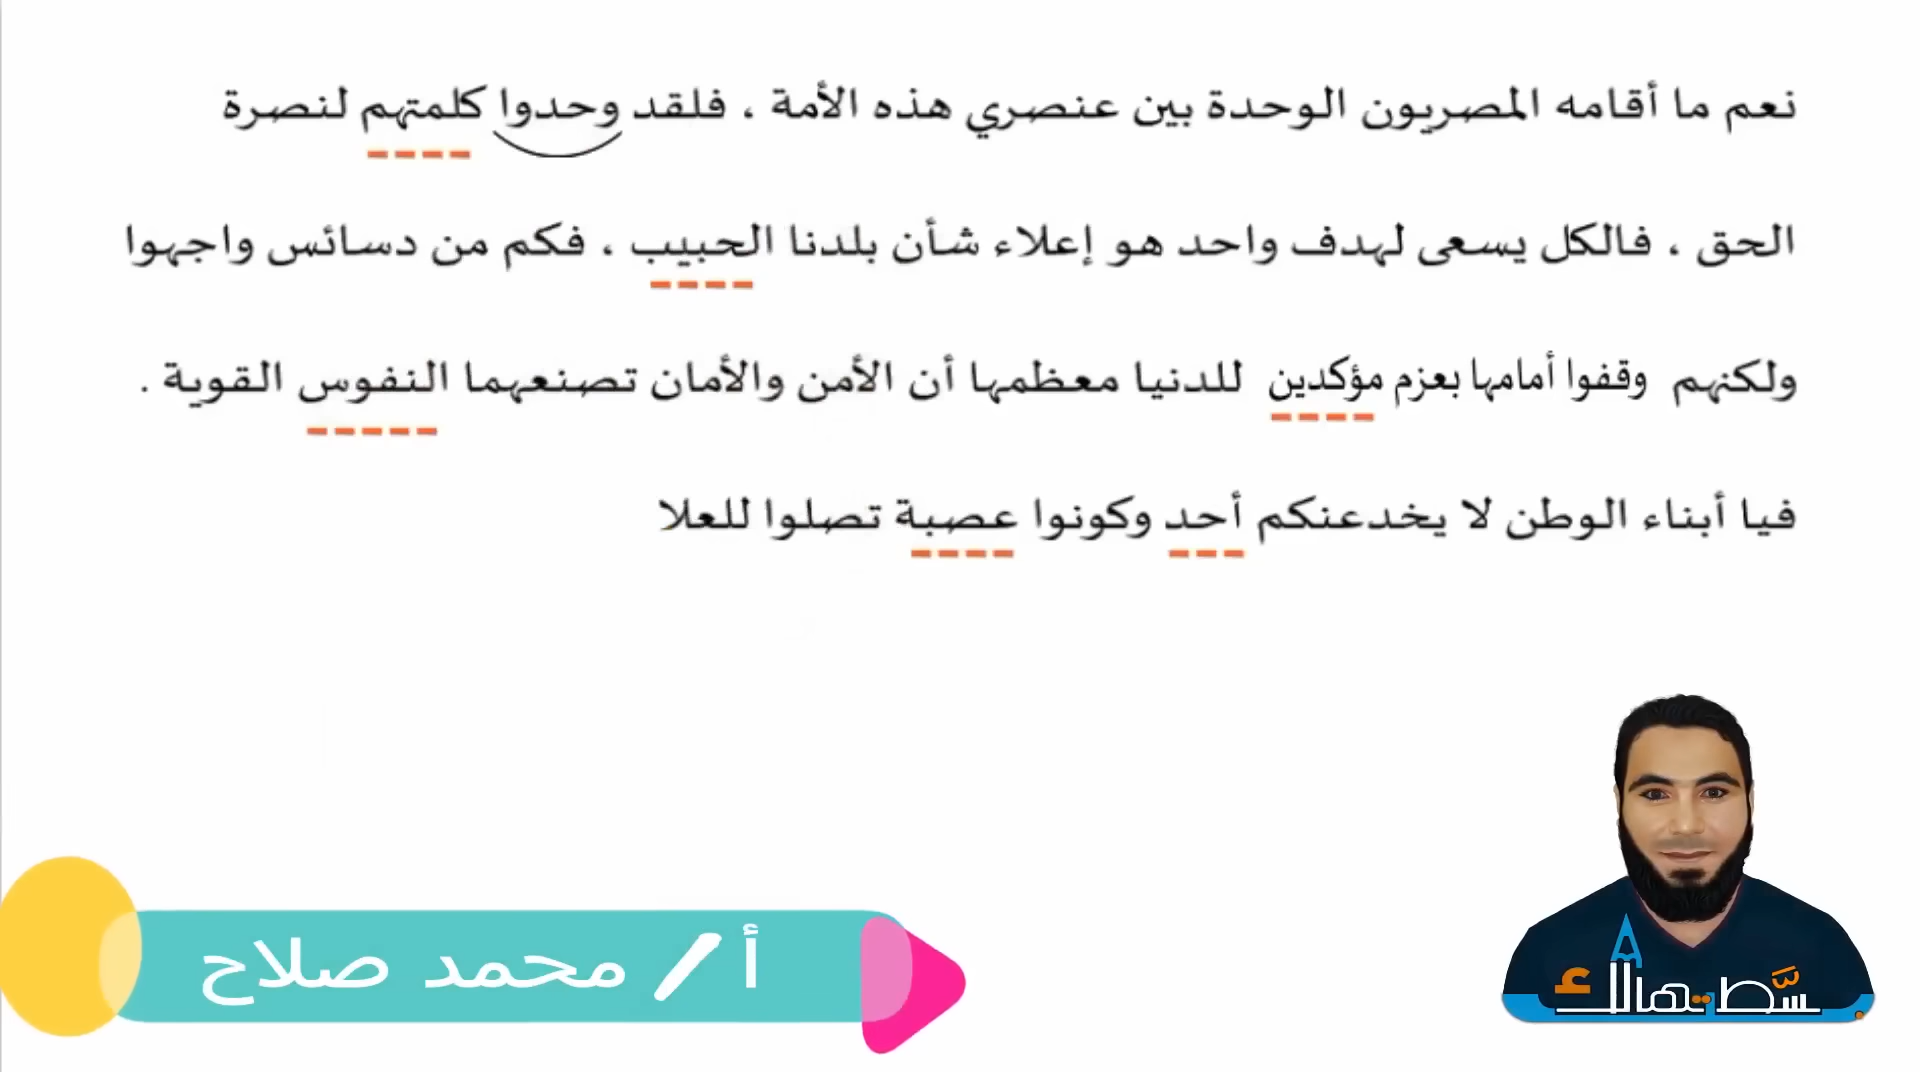 نعم ما أقامه المصريون الوحدة بين عنصري هذه الأمة ، فلقد وحدوا كلمتهم لنصرة
الحق ، فالكل يسعى لهدف واحد هو إعلاء شأن بلدنا الحبيب ، فكم من دسائس واجهوا
ولكنهم وقفوا أمامها بعزم مؤكدين للدنيا معظمها أن الأمن والأمان تصنعهما النفوس القوية .
فيا أبناء الوطن لا يخدعنكم أحد وكونوا عصبة تصلوا للعلا
أ / محمد صلاح
بسّطتهالك